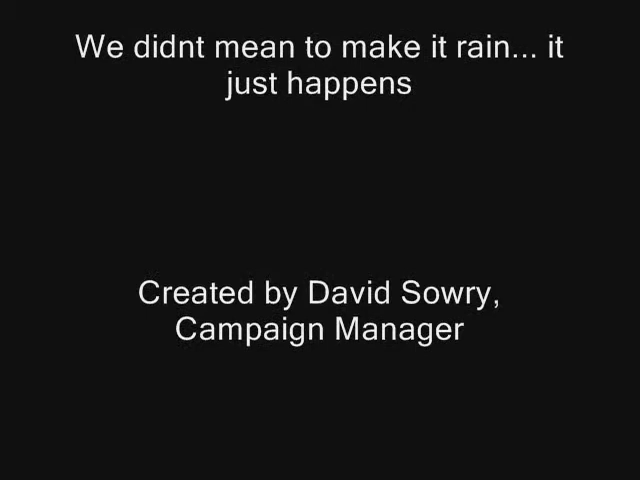 We didnt mean to make it rain... it
just happens
Created by David Sowry,
Campaign Manager